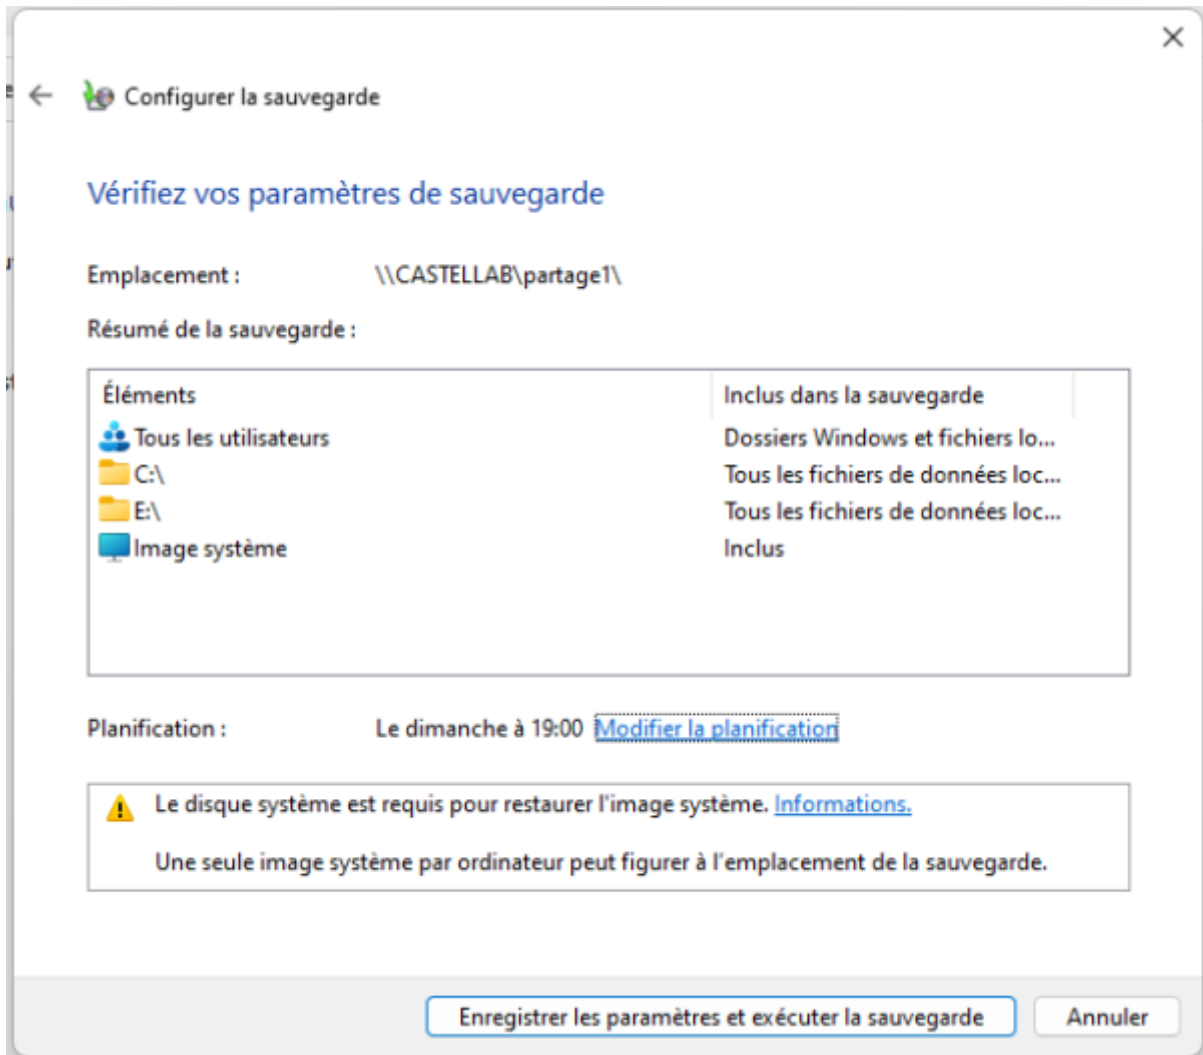 Configurer la sauvegarde
Vérifiez vos paramètres de sauvegarde
Emplacement : \\CASTELLAB\partage1\
Résumé de la sauvegarde :
Éléments Inclus dans la sauvegarde
Tous les utilisateurs Dossiers Windows et fichiers lo...
C:\ Tous les fichiers de données loc...
E:\ Tous les fichiers de données loc...
Image système Inclus
Planification : Le dimanche à 19:00 Modifier la planification
Le disque système est requis pour restaurer l'image système. Informations.
Une seule image système par ordinateur peut figurer à l'emplacement de la sauvegarde.
Enregistrer les paramètres et exécuter la sauvegarde Annuler